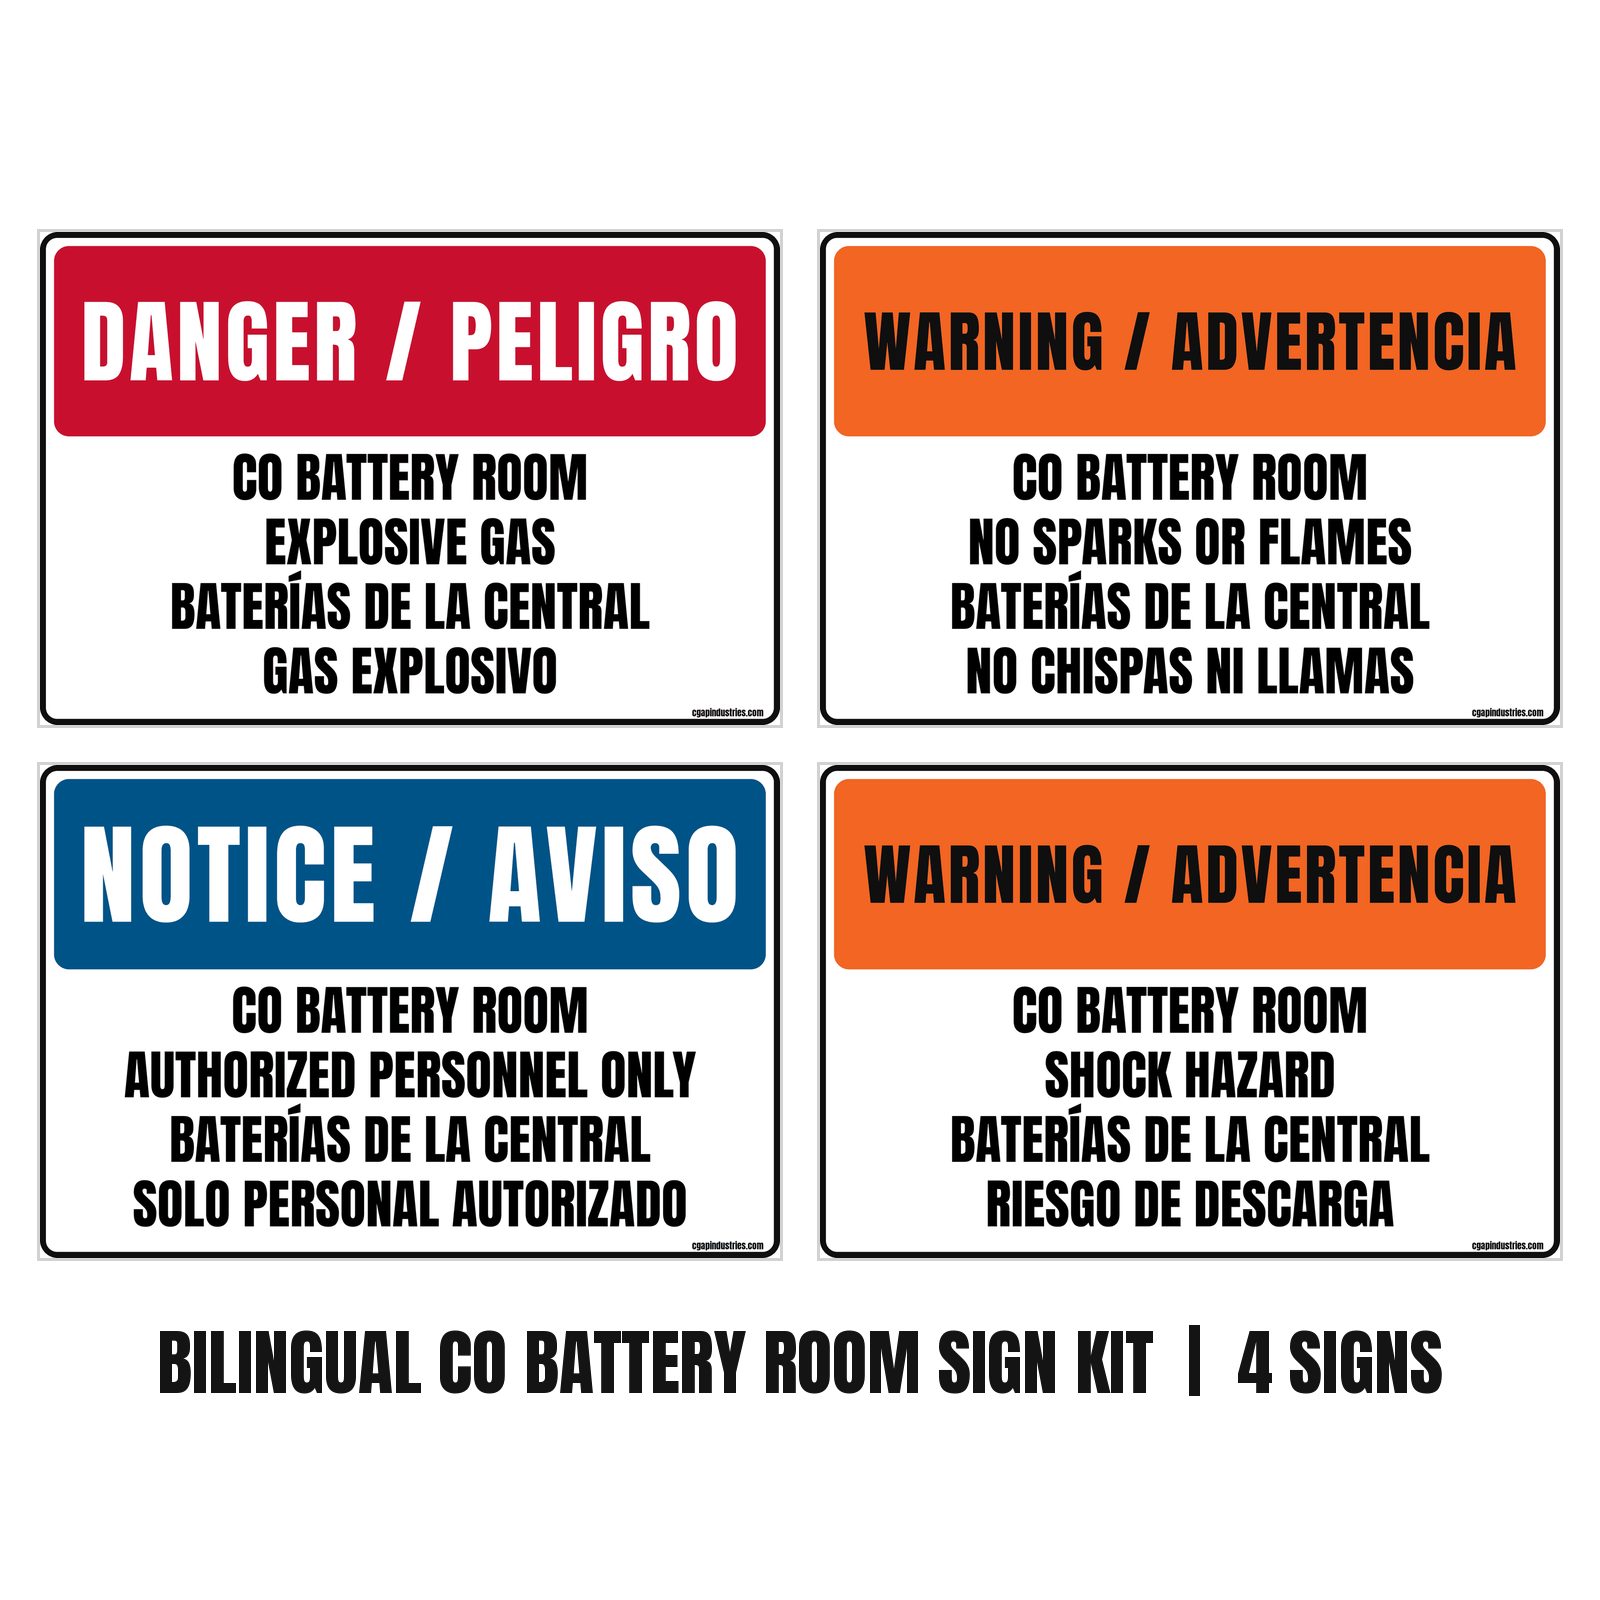 DANGER / PELIGRO
CO BATTERY ROOM
EXPLOSIVE GAS
BATERÍAS DE LA CENTRAL
GAS EXPLOSIVO
cgapindustries.com
WARNING / ADVERTENCIA
CO BATTERY ROOM
NO SPARKS OR FLAMES
BATERÍAS DE LA CENTRAL
NO CHISPAS NI LLAMAS
cgapindustries.com
NOTICE / AVISO
CO BATTERY ROOM
AUTHORIZED PERSONNEL ONLY
BATERÍAS DE LA CENTRAL
SOLO PERSONAL AUTORIZADO
cgapindustries.com
WARNING / ADVERTENCIA
CO BATTERY ROOM
SHOCK HAZARD
BATERÍAS DE LA CENTRAL
RIESGO DE DESCARGA
cgapindustries.com
BILINGUAL CO BATTERY ROOM SIGN KIT | 4 SIGNS